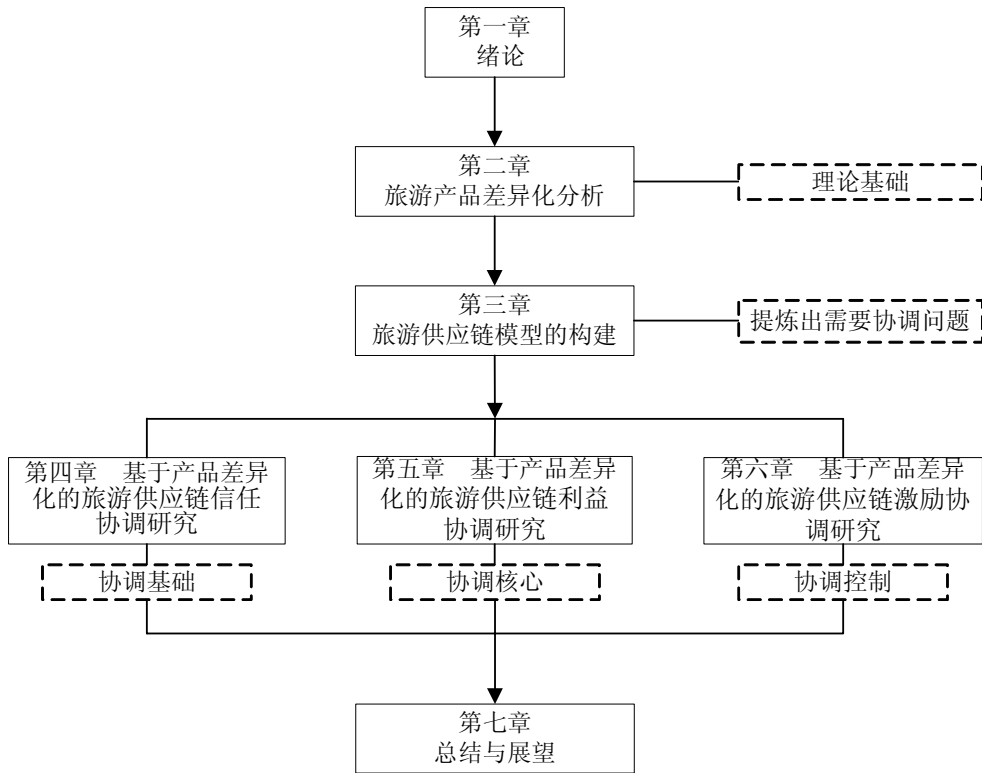 第一章
绪论
第二章
旅游产品差异化分析
理论基础
第三章
旅游供应链模型的构建
提炼出需要协调问题
第四章　基于产品差异
化的旅游供应链信任
协调研究
第五章　基于产品差异
化的旅游供应链利益
协调研究
第六章　基于产品差异
化的旅游供应链激励协
调研究
协调基础
协调核心
协调控制
第七章
总结与展望